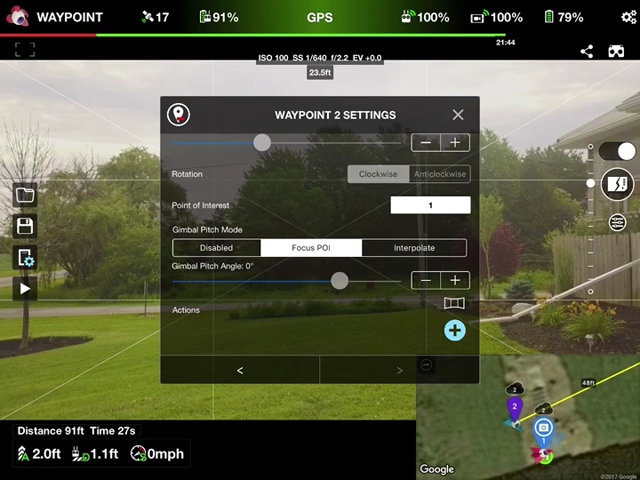 WAYPOINT 17 91% GPS 100% 100% 79%
21:44
ISO 100 SS 1/640 f/2.2 EV +0.0
23.5ft
WAYPOINT 2 SETTINGS
Rotation Clockwise Anticlockwise
Point of Interest 1
Gimbal Pitch Mode
Disabled Focus POI Interpolate
Gimbal Pitch Angle: 0°
Actions
< >
48ft
2
2
2
1
Distance 91ft Time 27s
2.0ft 1.1ft 0mph
Google
©2017 Google